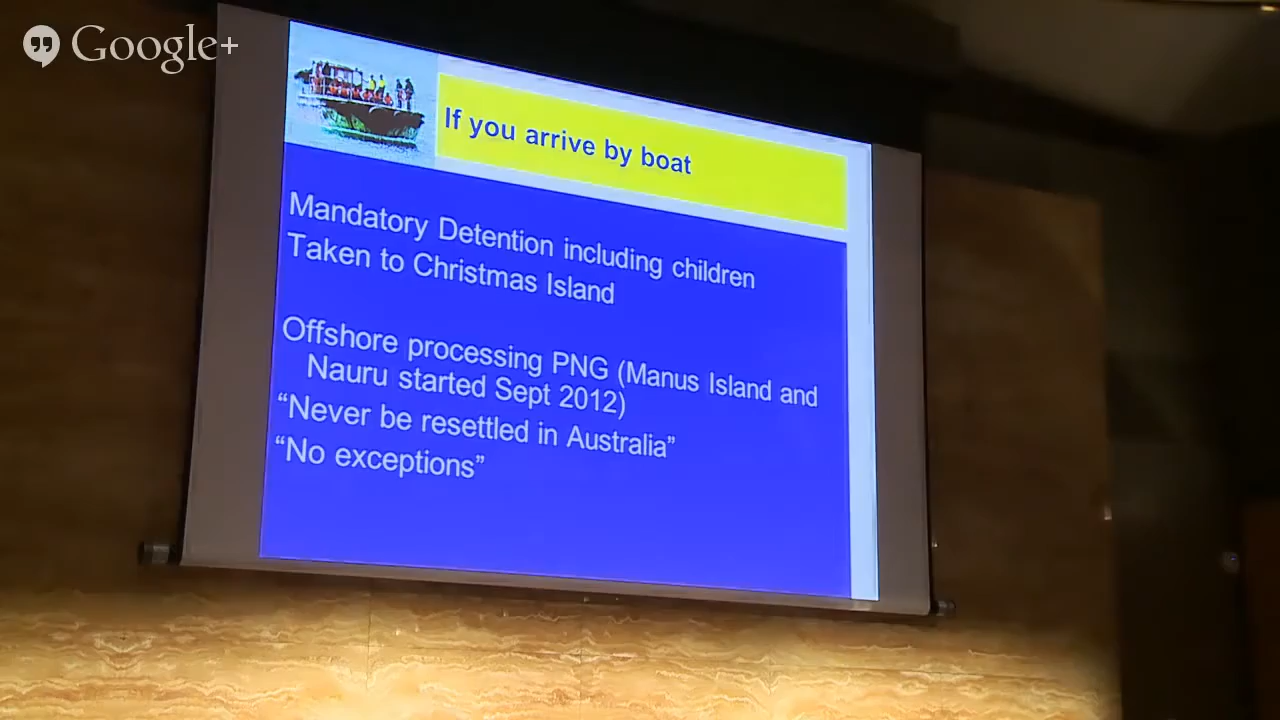 Google+
If you arrive by boat
Mandatory Detention including children
Taken to Christmas Island
Offshore processing PNG (Manus Island and
Nauru started Sept 2012)
“Never be resettled in Australia”
“No exceptions”